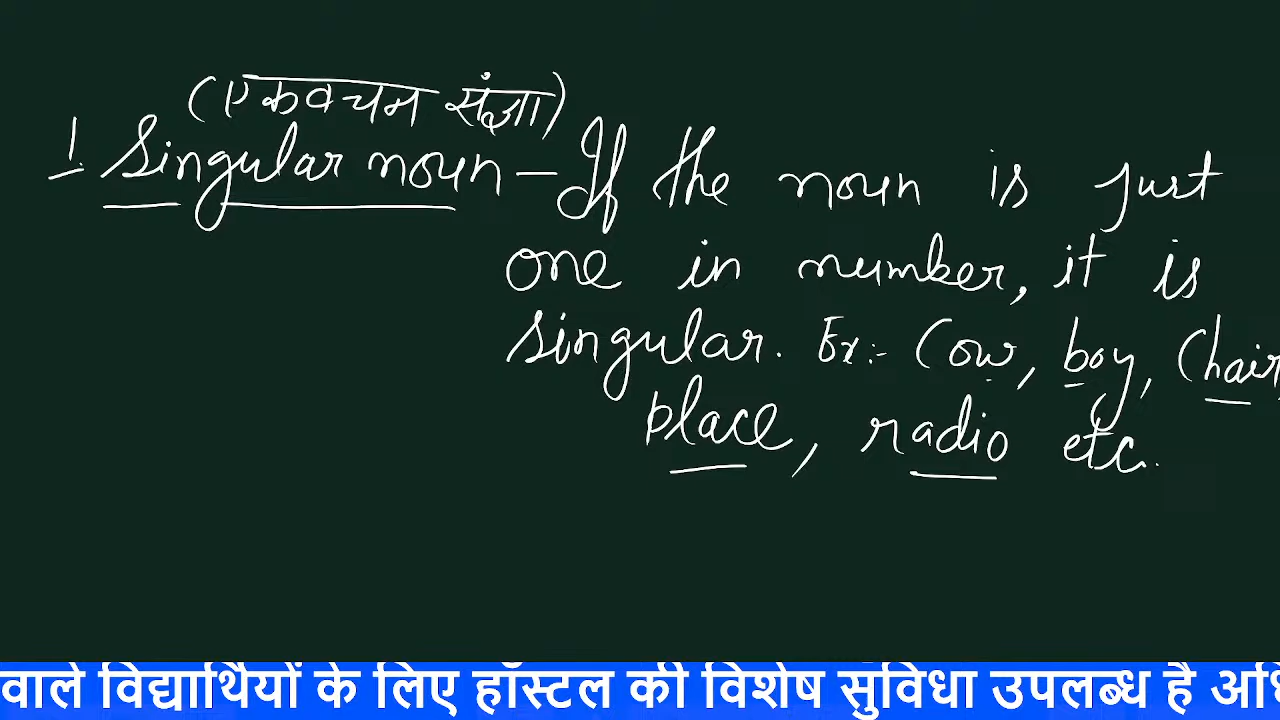 (एकवचन संज्ञा)
1. Singular noun - If the noun is just
one in number, it is
singular. Ex:- Cow, boy, Chair,
place, radio etc.
वाले विद्यार्थियों के लिए हॉस्टल की विशेष सुविधा उपलब्ध है